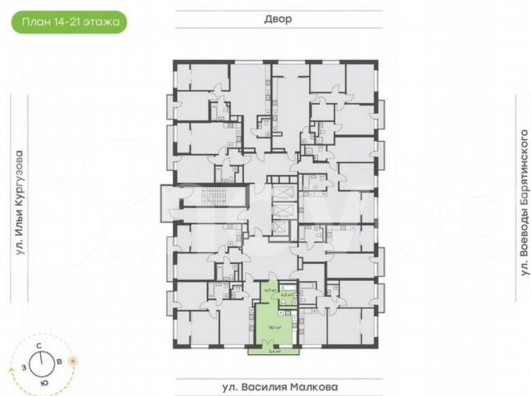 План 14-21 этажа
Двор
ул. Ильи Кургузова
ул. Воеводы Барятинского
С
З
В
Ю
ул. Василия Малкова